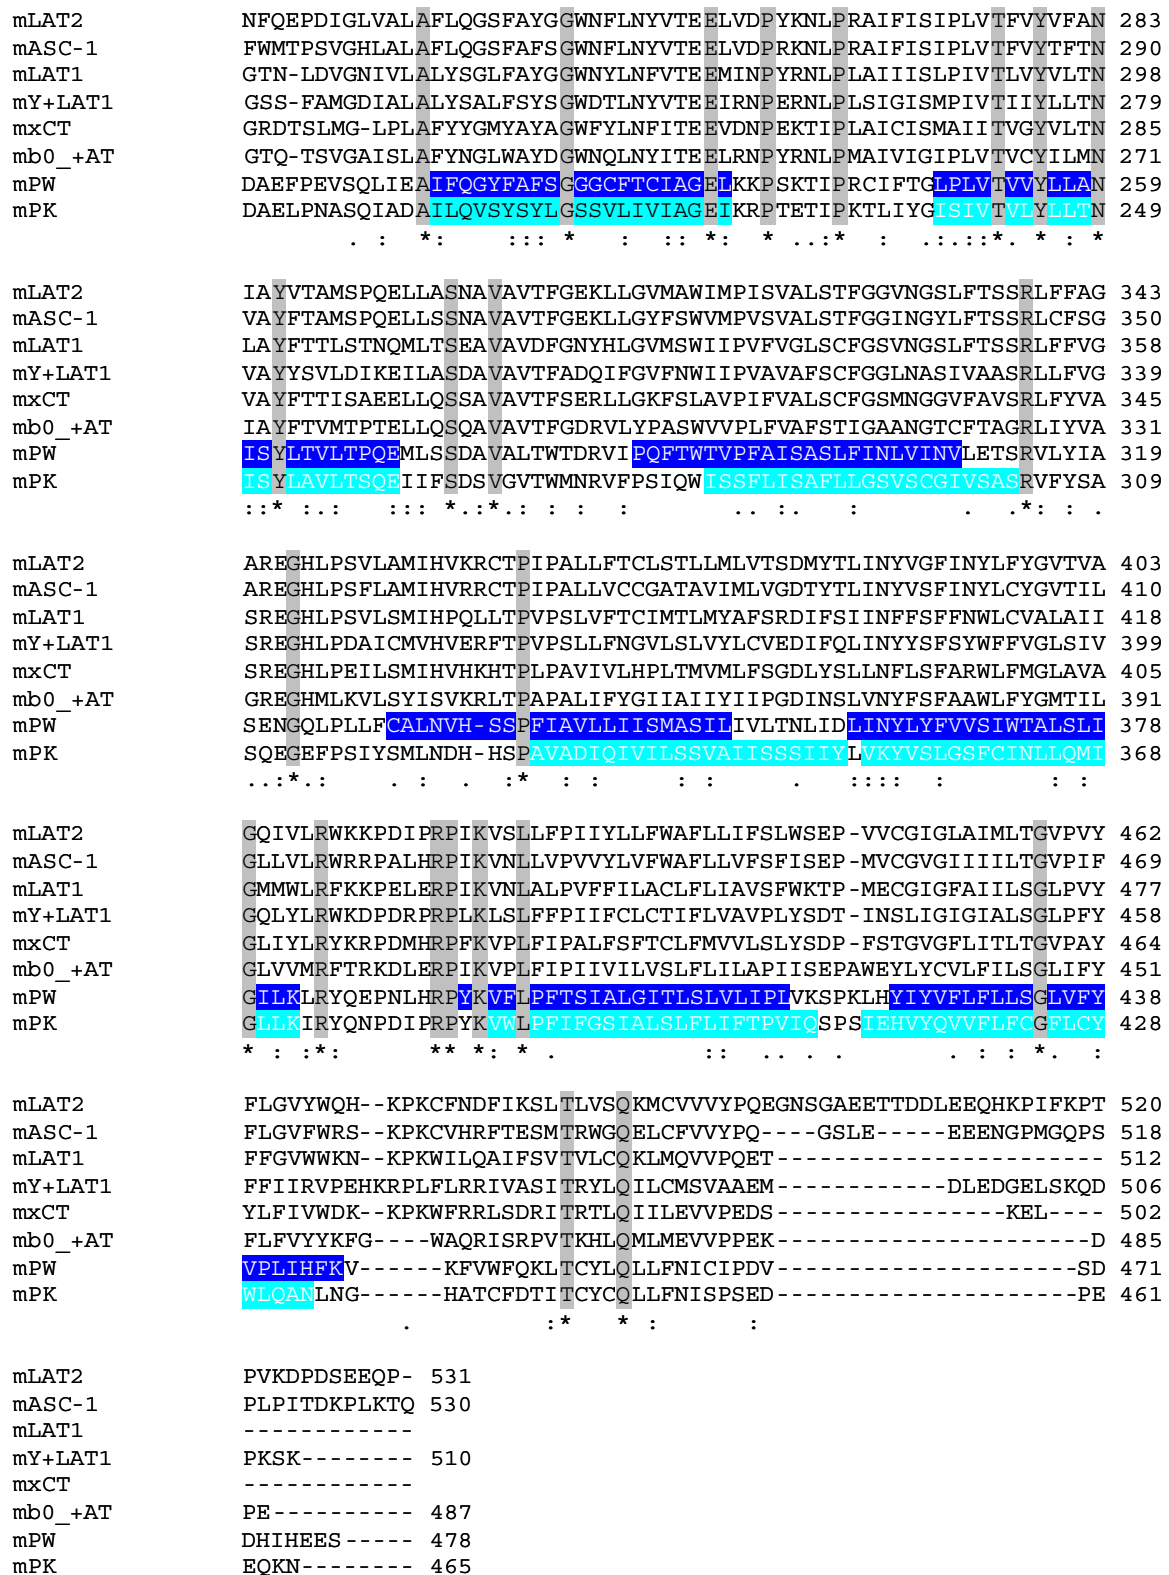 mLAT2 NFQEPDIGLVALAFLQGSFAYGGWNFLNYVTEELVDPYKNLPRAIFISIPLVTFVYVFAN 283
mASC-1 FWMTPSVGHLALAFLQGSFAFSGWNFLNYVTEELVDPRKNLPRAIFISIPLVTFVYTFTN 290
mLAT1 GTN-LDVGNIVLALYSGLFAYGGWNYLNFVTEEMINPYRNLPLAIIISLPIVTLVYVLTN 298
mY+LAT1 GSS-FAMGDIALALYSALFSYSGWDTLNYVTEEIRNPERNLPLSIGISMPIVTIIYLLTN 279
mxCT GRDTSLMG-LPLAFYYGMYAYAGWFYLNFITEEVDNPEKTIPLAICISMAIITVGYVLTN 285
mb0_+AT GTQ-TSVGAISLAFYNGLWAYDGWNQLNYITEELRNPYRNLPMAIVIGIPLVTVCYILMN 271
mPW DAEFPEVSQLIEAIFQGYFAFSGGGCFTCIAGELKKPSKTIPRCIFTGLPLVTVVYLLAN 259
mPK DAELPNASQIADAILQVSYSYLGSSVLIVIAGEIKRPTETIPKTLIYGISIVTVLYLLTN 249
. : *: ::: * : : *: * ..: * : :.::*. * : *
mLAT2 IAYVTAMSPQELLASNAVAVTFGEKLLGVMAWIMPISVALSTFGGVNGSLFTSSRLFFAG 343
mASC-1 VAYFTAMSPQELLSSNAVAVTFGEKLLGYFSWVMPVSVALSTFGGINGYLFTSSRLCFSG 350
mLAT1 LAYFTTLSTNQMLTSEAVAVDFGNYHLGVMSWIIPVFVGLSCFGSVNGSLFTSSRLFFVG 358
mY+LAT1 VAYYSVLDIKEILASDAVAVTFADQIFGVFNWIIPVAVAFSCFGGLNASIVAASRLLFVG 339
mxCT VAYFTTISAEELLQSSAVAVTFSERLLGKFSLAVPIFVALSCFGSMNGGVFAVSRLFYVA 345
mb0_+AT IAYFTVMTPTELLQSQAVAVTFGDRVLYPASWVVPLFVAFSTIGAANGTCFTAGRLIYVA 331
mPW ISYLTVLTPQEMLSSDAVALTWTDRVIPQFTWTVPFAISASLFINLVINVLETSRVLYIA 319
mPK ISYLAVLTSQEIIFSDSVGVTWMNRVFPSIQWISSFLISAFLLGSVSCGIVSASRVFYSA 309
::* :.: ::: *.:*.: : : : .. :. : . .*: : .
mLAT2 AREGHLPSVLAMIHVKRCTPIPALLFTCLSTLLMLVTSDMYTLINYVGFINYLFYGVTVA 403
mASC-1 AREGHLPSFLAMIHVRRCTPIPALLVCCGATAVIMLVGDTYTLINYVSFINYLCYGVTIL 410
mLAT1 SREGHLPSVLSMIHPQLLTPVPSLVFTCIMTLMYAFSRDIFSIINFFSFFNWLCVALAII 418
mY+LAT1 SREGHLPDAICMVHVERFTPVPSLLFNGVLSLVYLCVEDIFQLINYYSFSYWFFVGLSIV 399
mxCT SREGHLPEILSMIHVHKHTPLPAVIVLHPLTMVMLFSGDLYSLLNFLSFARWLFMGLAVA 405
mb0_+AT GREGHMLKVLSYISVKRLTPAPALIFYGIIAIIYIIPGDINSLVNYFSFAAWLFYGMTIL 391
mPW SENGQLPLLFCALNVH-SSPFIAVLLIISMASILIVLTNLIDLINYLYFVVSIWTALSLI 378
mPK SQEGEFPSIYSMLNDH-HSPAVADIQIVILSSVAIISSSIIYLVKYVSLGSFCINLLQMI 368
..:*.: . : . :* : : : : . :::: : : :
mLAT2 GQIVLRWKKPDIPRPIKVSLLFPIIYLLFWAFLLIFSLWSEP-VVCGIGLAIMLTGVPVY 462
mASC-1 GLLVLRWRRPALHRPIKVNLLVPVVYLVFWAFLLVFSFISEP-MVCGVGIIIILTGVPIF 469
mLAT1 GMMWLRFKKPELERPIKVNLALPVFFILACLFLIAVSFWKTP-MECGIGFAIILSGLPVY 477
mY+LAT1 GQLYLRWKDPDRPRPLKLSLFFPIIFCLCTIFLVAVPLYSDT-INSLIGIGIALSGLPFY 458
mxCT GLIYLRYKRPDMHRPFKVPLFIPALFSFTCLFMVVLSLYSDP-FSTGVGFLITLTGVPAY 464
mb0_+AT GLVVMRFTRKDLERPIKVPLFIPIIVILVSLFLILAPIISEPAWEYLYCVLFILSGLIFY 451
mPW GILKLRYQEPNLHRPYKVFLPFTSIALGITLSLVLIPLVKSPKLHYIYVFLFLLSGLVFY 438
mPK GLLKIRYQNPDIPRPYKVWLPFIFGSIALSLFLIFTPVIQSPSIEHVYQVVFLFCGFLCY 428
* : :*: ** *: * . :: .. . . . : : *. :
mLAT2 FLGVYWQH--KPKCFNDFIKSLTLVSQKMCVVVYPQEGNSGAEETTDDLEEQHKPIFKPT 520
mASC-1 FLGVFWRS--KPKCVHRFTESMTRWGQELCFVVYPQ----GSLE-----EEENGPMGQPS 518
mLAT1 FFGVWWKN--KPKWILQAIFSVTVLCQKLMQVVPQET----------------------- 512
mY+LAT1 FFIIRVPEHKRPLFLRRIVASITRYLQILCMSVAAEM------------DLEDGELSKQD 506
mxCT YLFIVWDK--KPKWFRRLSDRITRTLQIILEVVPEDS----------------KEL---- 502
mb0_+AT FLFVYYKFG----WAQRISRPVTKHLQMLMEVVPPEK----------------------D 485
mPW VPLIHFKV------KFVWFQKLTCYLQLLFNICIPDV---------------------SD 471
mPK WLQANLNG------HATCFDTITCYCQLLFNISPSED---------------------PE 461
. :* * : :
mLAT2 PVKDPDSEEQP- 531
mASC-1 PLPITDKPLKTQ 530
mLAT1 ------------
mY+LAT1 PKSK-------- 510
mxCT ------------
mb0_+AT PE---------- 487
mPW DHIHEES----- 478
mPK EQKN-------- 465